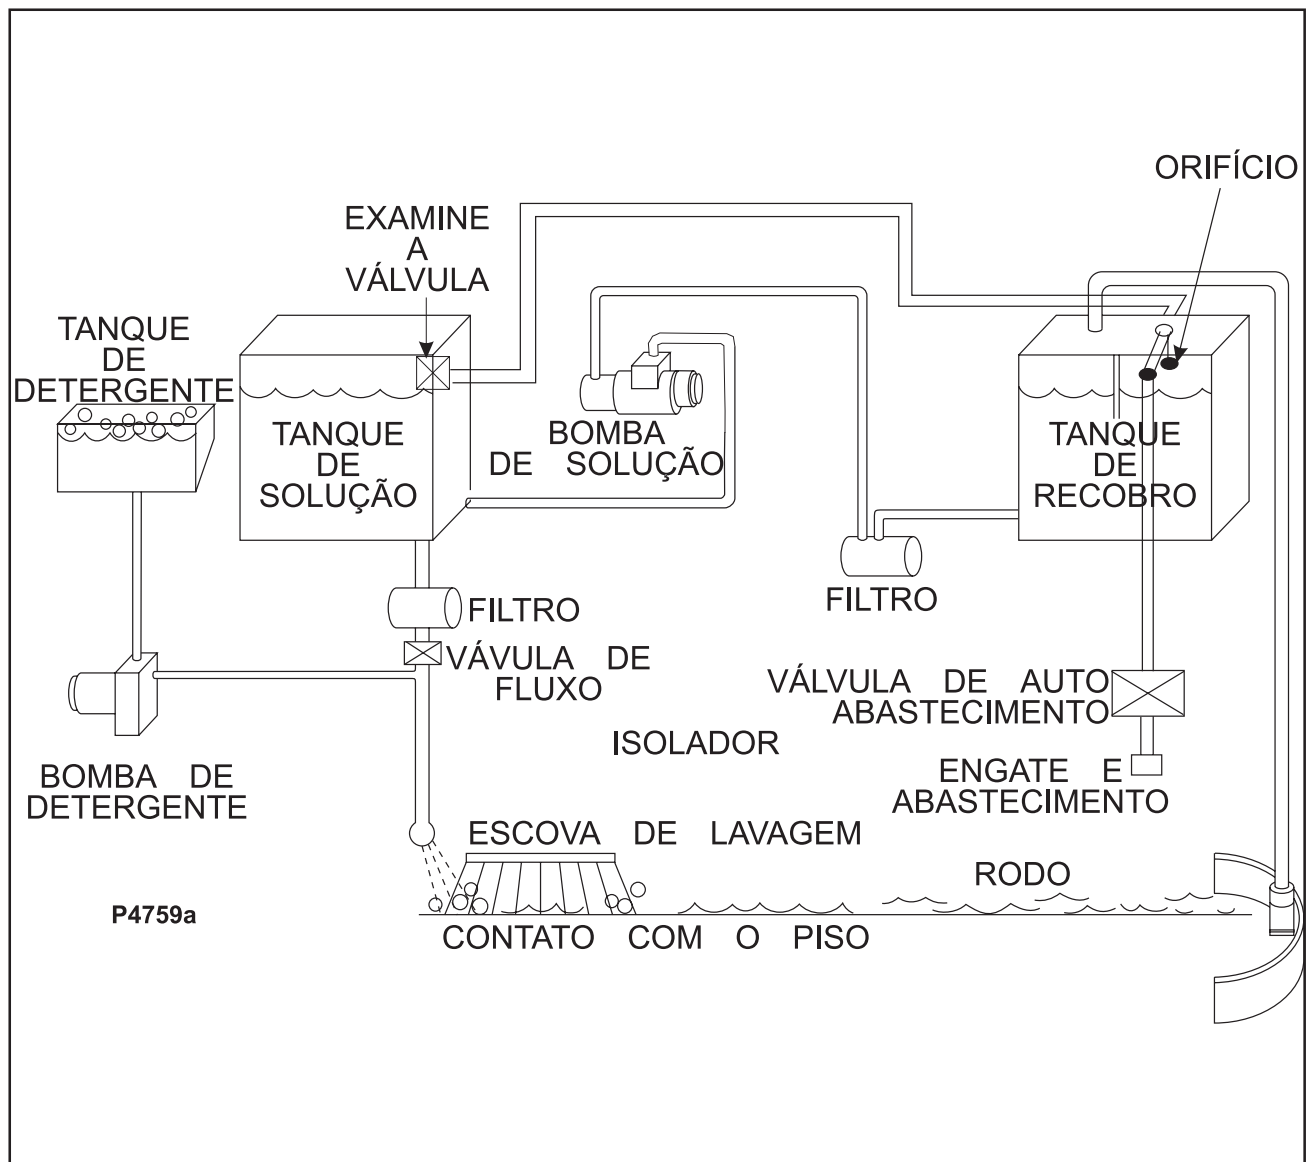 ORIFÍCIO
EXAMINE
A
VÁLVULA
TANQUE
DE
DETERGENTE
TANQUE
DE
SOLUÇÃO
BOMBA
DE SOLUÇÃO
TANQUE
DE
RECOBRO
FILTRO
FILTRO
VÁVULA DE
FLUXO
VÁLVULA DE AUTO
ABASTECIMENTO
ISOLADOR
ENGATE E
ABASTECIMENTO
BOMBA DE
DETERGENTE
ESCOVA DE LAVAGEM
RODO
P4759a
CONTATO COM O PISO